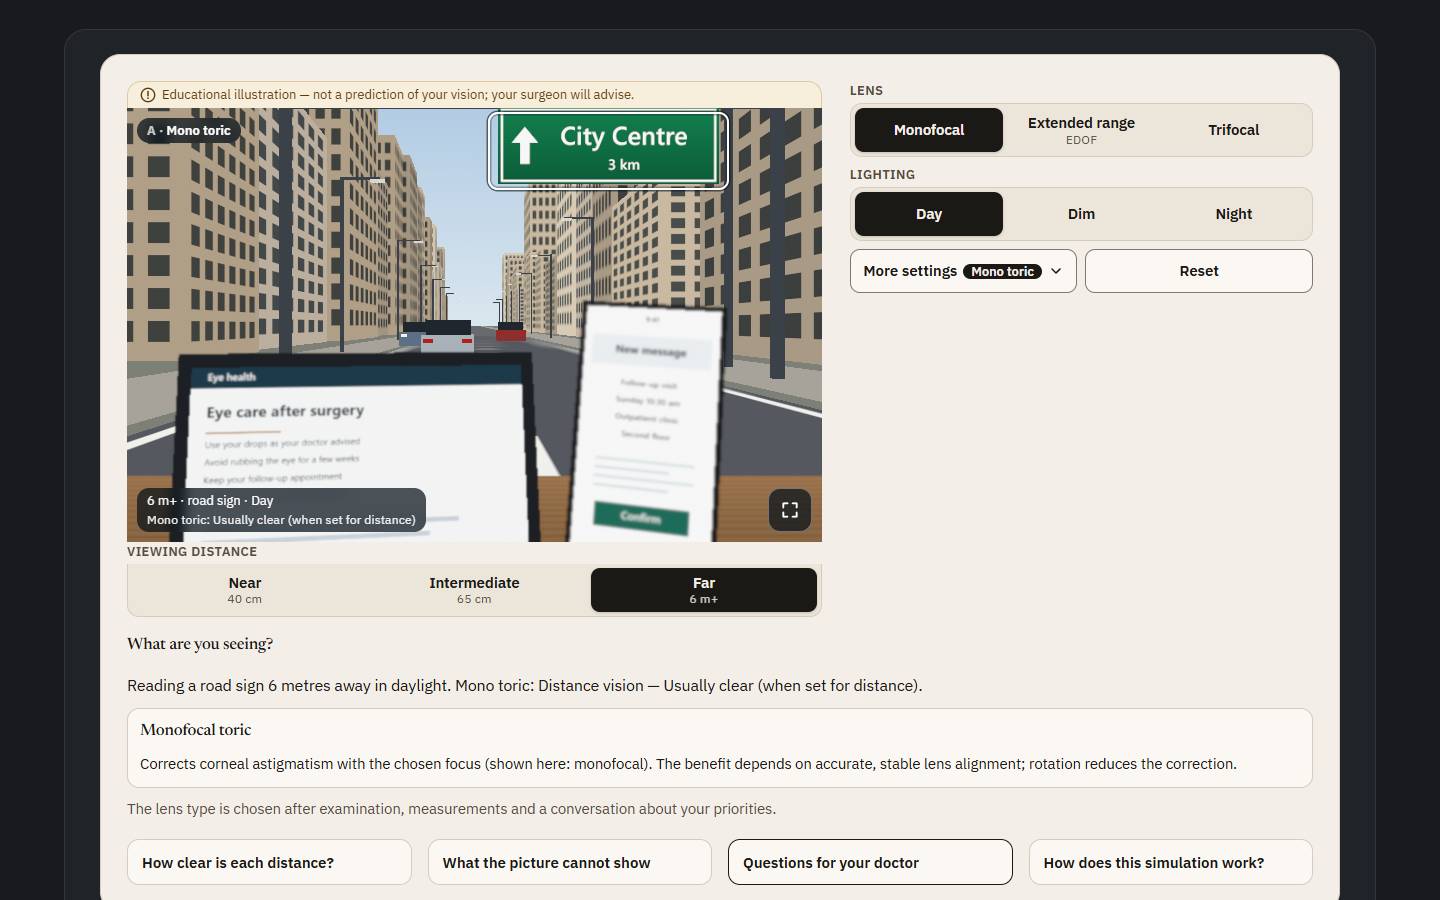 Educational illustration — not a prediction of your vision; your surgeon will advise.
A · Mono toric
City Centre
3 km
Eye health
Eye care after surgery
Use your drops as your doctor advised
Avoid rubbing the eye for a few weeks
Keep your follow-up appointment
New message
Follow-up visit
Sunday 10:30 am
Outpatient clinic
Second floor
Confirm
6 m+ · road sign · Day
Mono toric: Usually clear (when set for distance)
VIEWING DISTANCE
Near
40 cm
Intermediate
65 cm
Far
6 m+
LENS
Monofocal
Extended range
EDOF
Trifocal
LIGHTING
Day
Dim
Night
More settings Mono toric
Reset
What are you seeing?
Reading a road sign 6 metres away in daylight. Mono toric: Distance vision — Usually clear (when set for distance).
Monofocal toric
Corrects corneal astigmatism with the chosen focus (shown here: monofocal). The benefit depends on accurate, stable lens alignment; rotation reduces the correction.
The lens type is chosen after examination, measurements and a conversation about your priorities.
How clear is each distance?
What the picture cannot show
Questions for your doctor
How does this simulation work?